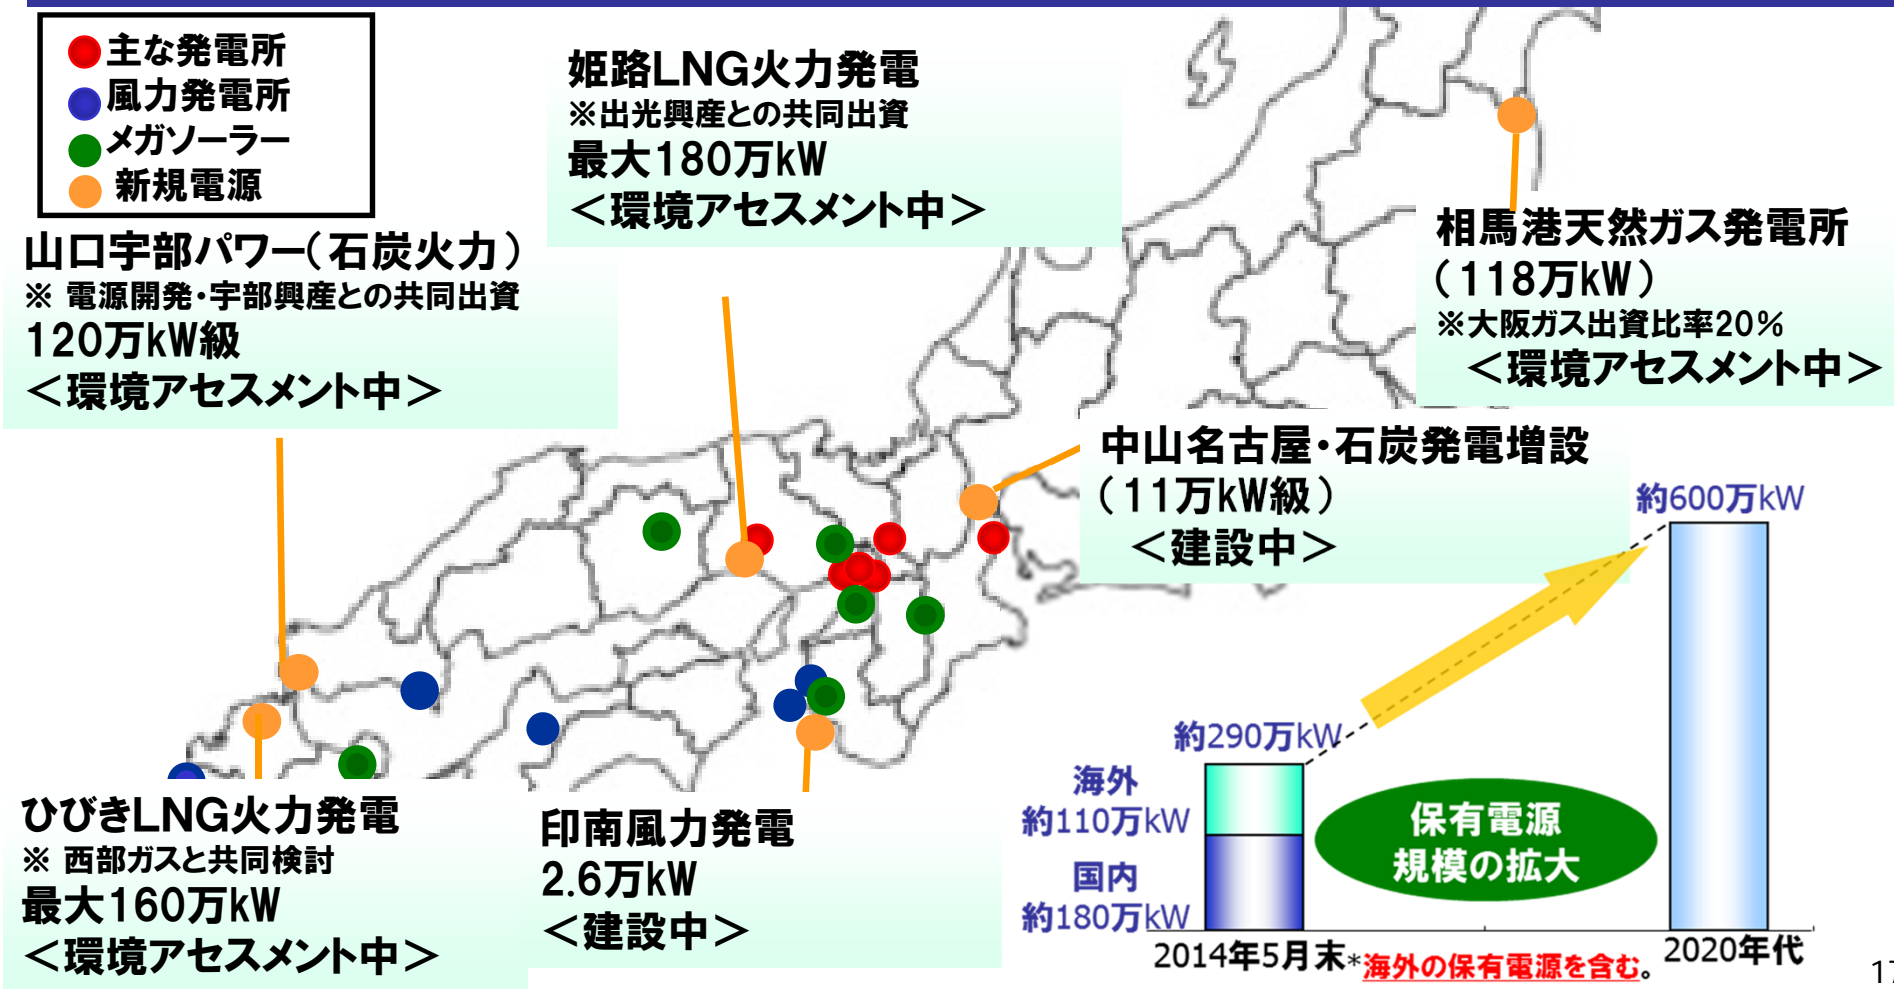 主な発電所
風力発電所
メガソーラー
新規電源
姫路LNG火力発電
※出光興産との共同出資
最大180万kW
＜環境アセスメント中＞
山口宇部パワー（石炭火力）
※ 電源開発・宇部興産との共同出資
120万kW級
＜環境アセスメント中＞
相馬港天然ガス発電所
（118万kW）
※大阪ガス出資比率20％
＜環境アセスメント中＞
中山名古屋・石炭発電増設
（11万kW級）
＜建設中＞
ひびきLNG火力発電
※ 西部ガスと共同検討
最大160万kW
＜環境アセスメント中＞
印南風力発電
2.6万kW
＜建設中＞
約600万kW
約290万kW
海外
約110万kW
国内
約180万kW
保有電源
規模の拡大
2014年5月末
2020年代
*海外の保有電源を含む。
17